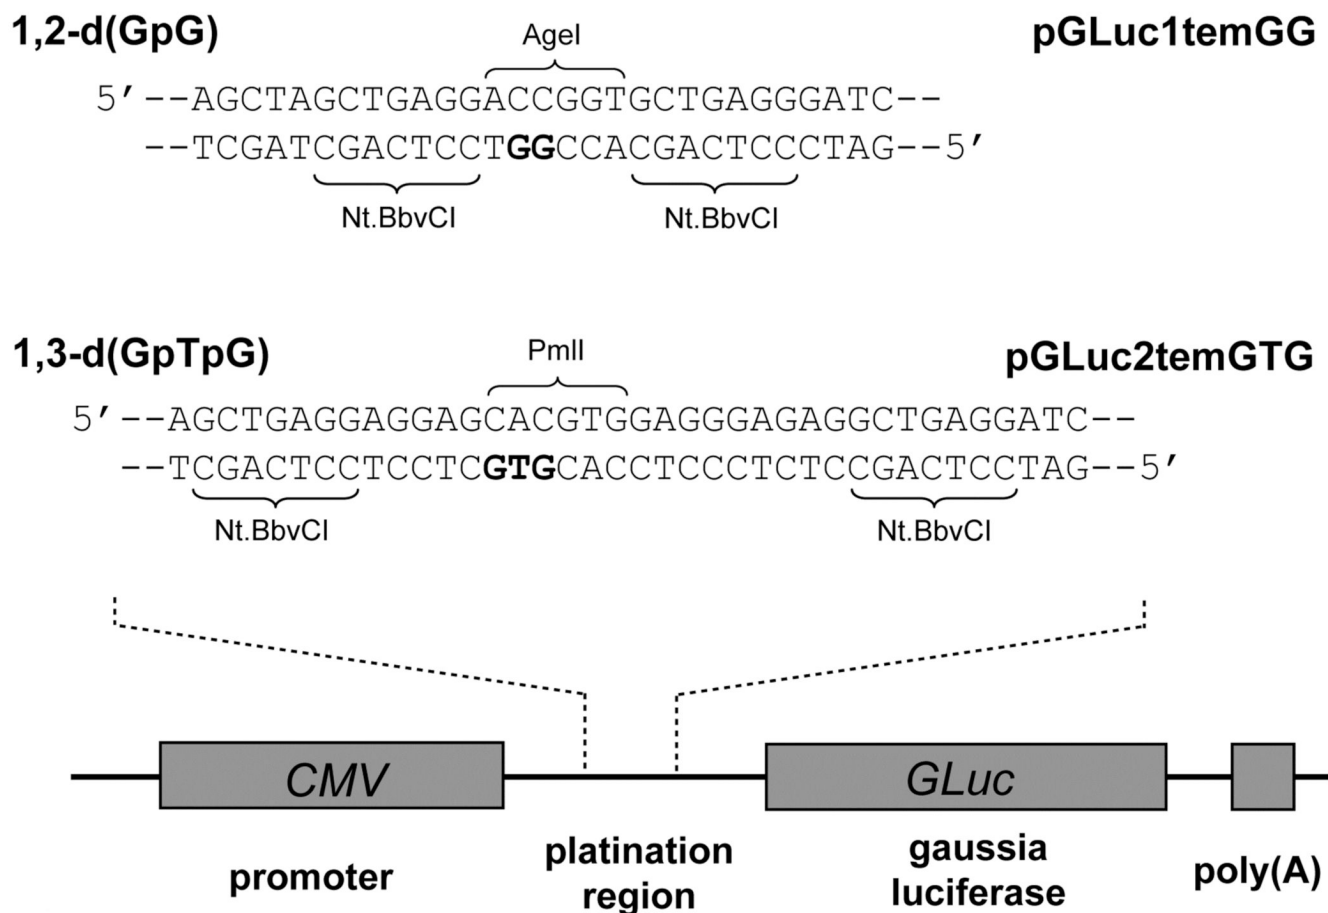 1,2-d(GpG)
AgeI
pGLuc1temGG
5'--AGCTAGCTGAGGACCGGTGCTGAGGGATC--
--TCGATCGACTCCTGGCCACGACTCCCTAG--5'
Nt.BbvCI
Nt.BbvCI
1,3-d(GpTpG)
PmlI
pGLuc2temGTG
5'--AGCTGAGGAGGAGCACGTGGAGGGAGAGGCTGAGGATC--
--TCGACTCCTCCTCGTGCACCTCCCTCTCCGACTCCTAG--5'
Nt.BbvCI
Nt.BbvCI
CMV
GLuc
promoter
platination
region
gaussia
luciferase
poly(A)